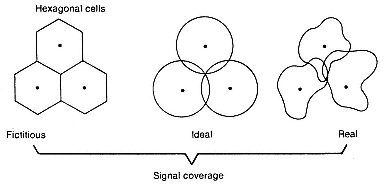 Hexagonal cells
Fictitious
Ideal
Real
Signal coverage